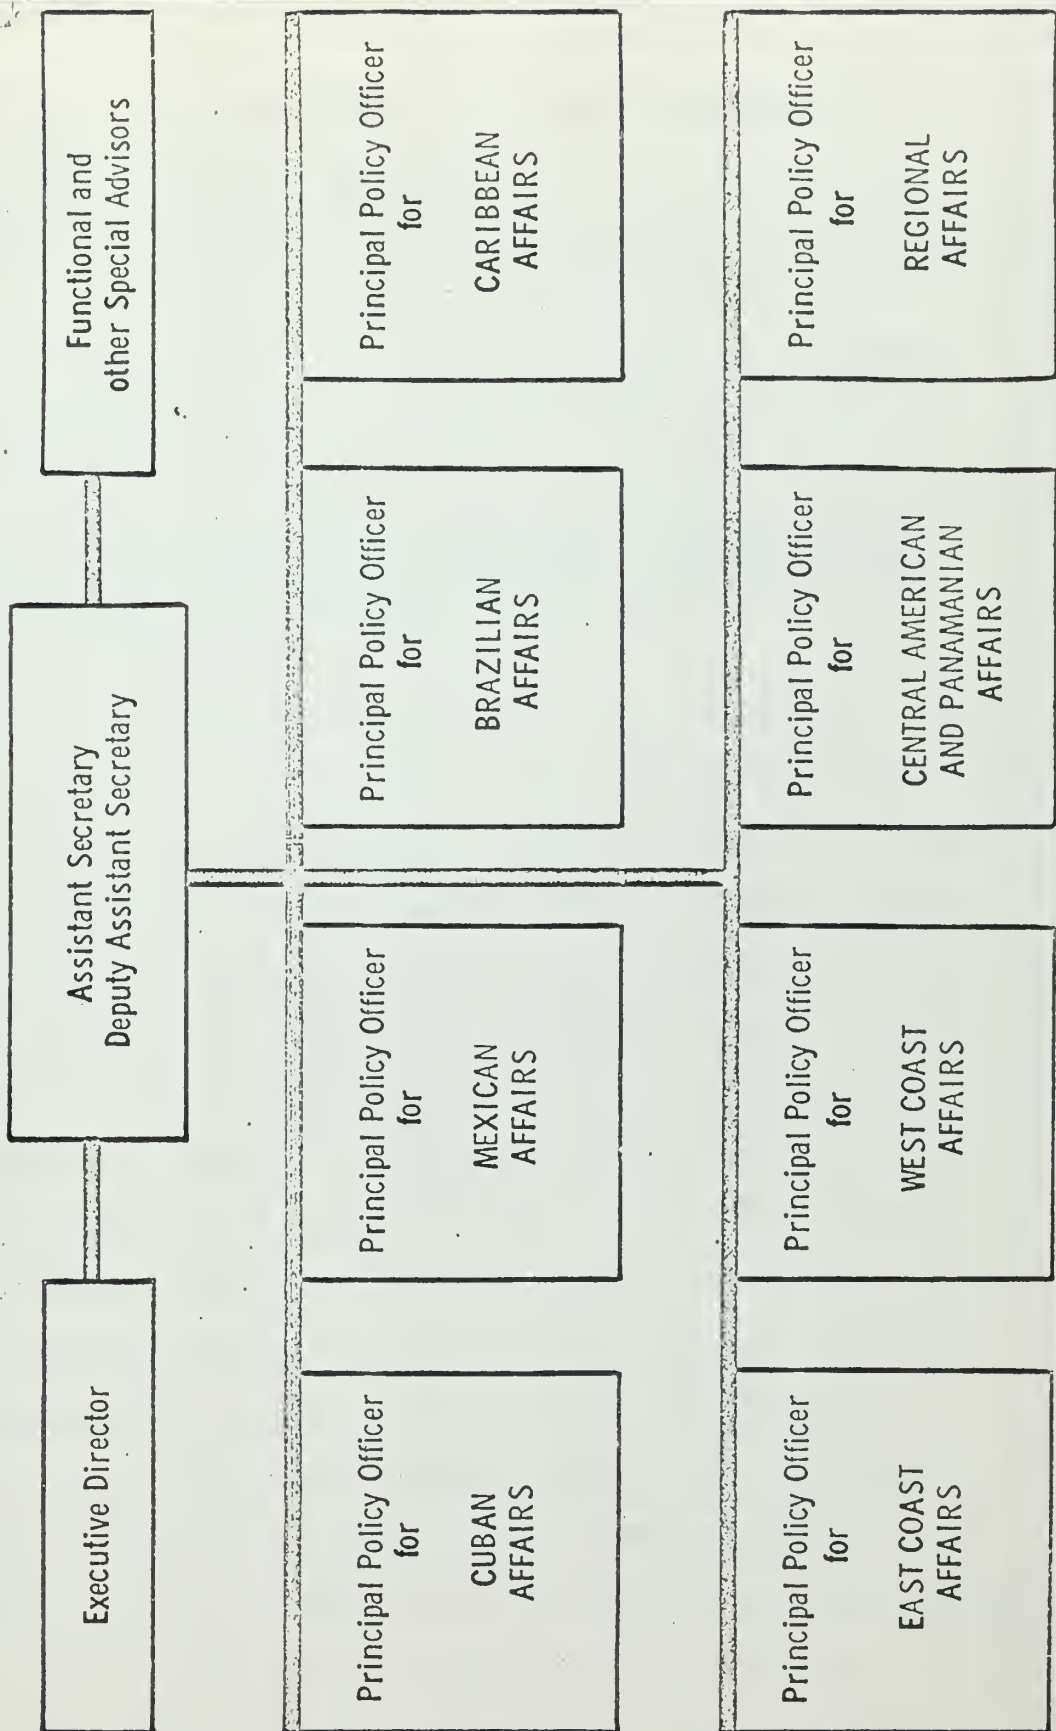 Executive Director
Assistant Secretary
Deputy Assistant Secretary
Functional and
other Special Advisors
Principal Policy Officer
for
CUBAN
AFFAIRS
Principal Policy Officer
for
MEXICAN
AFFAIRS
Principal Policy Officer
for
BRAZILIAN
AFFAIRS
Principal Policy Officer
for
CARIBBEAN
AFFAIRS
Principal Policy Officer
for
EAST COAST
AFFAIRS
Principal Policy Officer
for
WEST COAST
AFFAIRS
Principal Policy Officer
for
CENTRAL AMERICAN
AND PANAMANIAN
AFFAIRS
Principal Policy Officer
for
REGIONAL
AFFAIRS